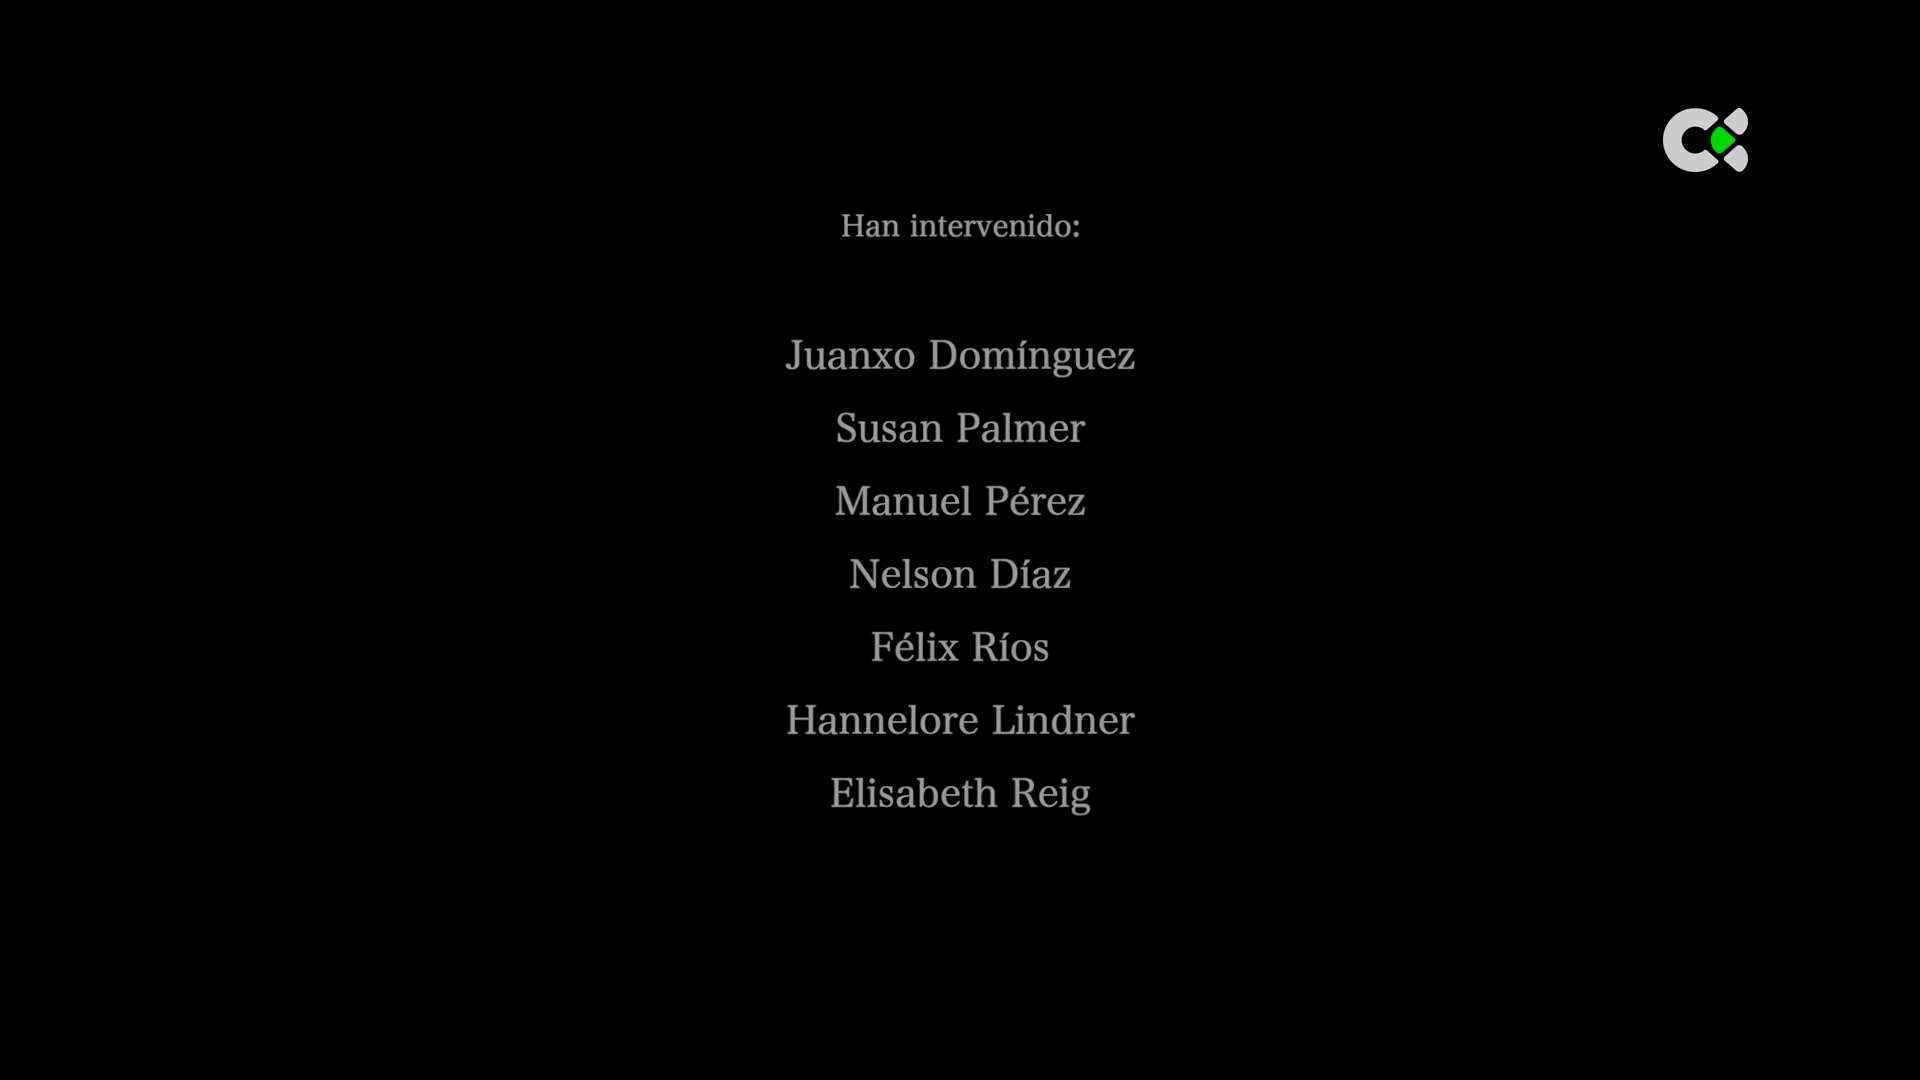 Han intervenido:
Juanxo Domínguez
Susan Palmer
Manuel Pérez
Nelson Díaz
Félix Ríos
Hannelore Lindner
Elisabeth Reig